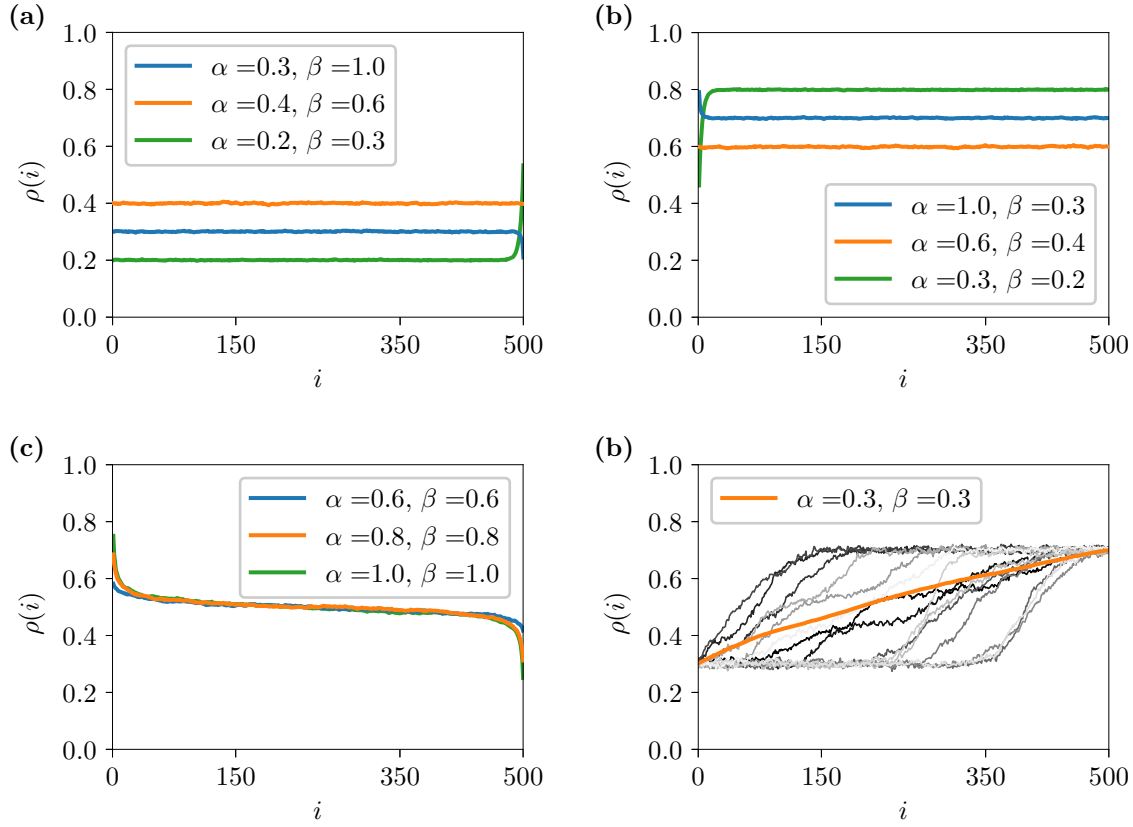 (a)
1.0
0.8
0.6
0.4
0.2
0.0
ρ(i)
α =0.3, β =1.0
α =0.4, β =0.6
α =0.2, β =0.3
0 150 350 500
i
(b)
1.0
0.8
0.6
0.4
0.2
0.0
ρ(i)
α =1.0, β =0.3
α =0.6, β =0.4
α =0.3, β =0.2
0 150 350 500
i
(c)
1.0
0.8
0.6
0.4
0.2
0.0
ρ(i)
α =0.6, β =0.6
α =0.8, β =0.8
α =1.0, β =1.0
0 150 350 500
i
(b)
1.0
0.8
0.6
0.4
0.2
0.0
ρ(i)
α =0.3, β =0.3
0 150 350 500
i